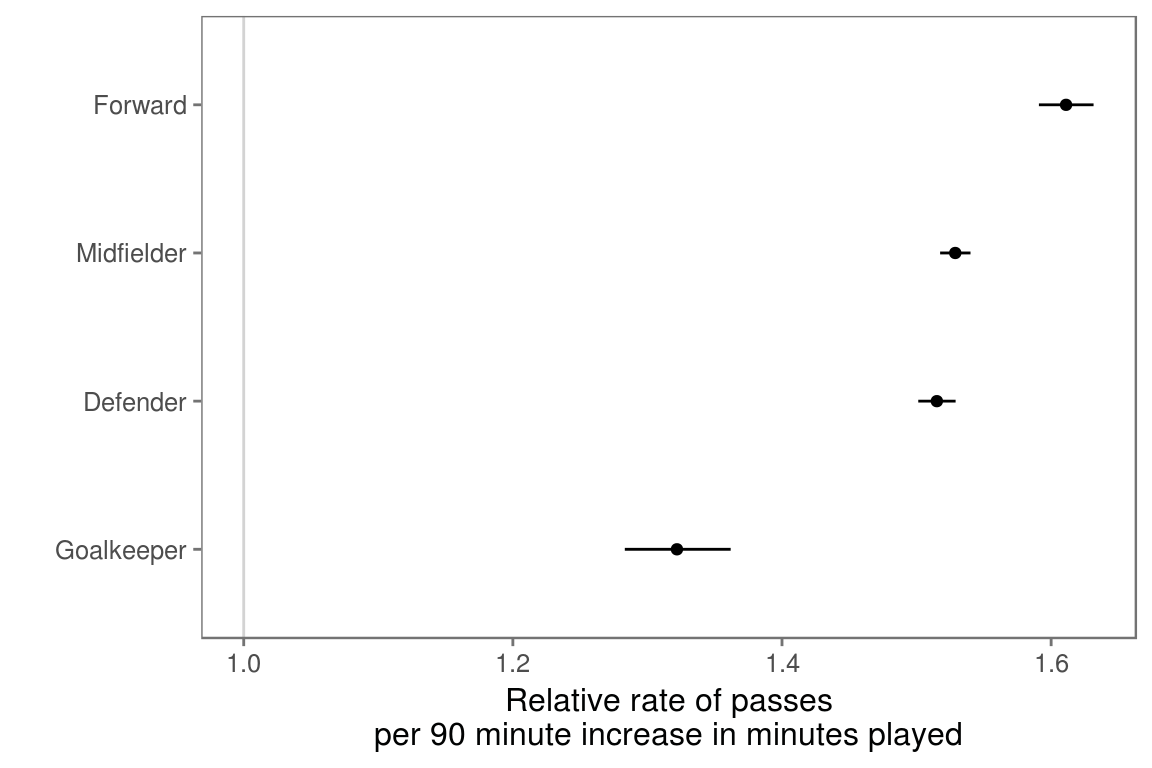 Forward
Midfielder
Defender
Goalkeeper
1.0 1.2 1.4 1.6
Relative rate of passes
per 90 minute increase in minutes played